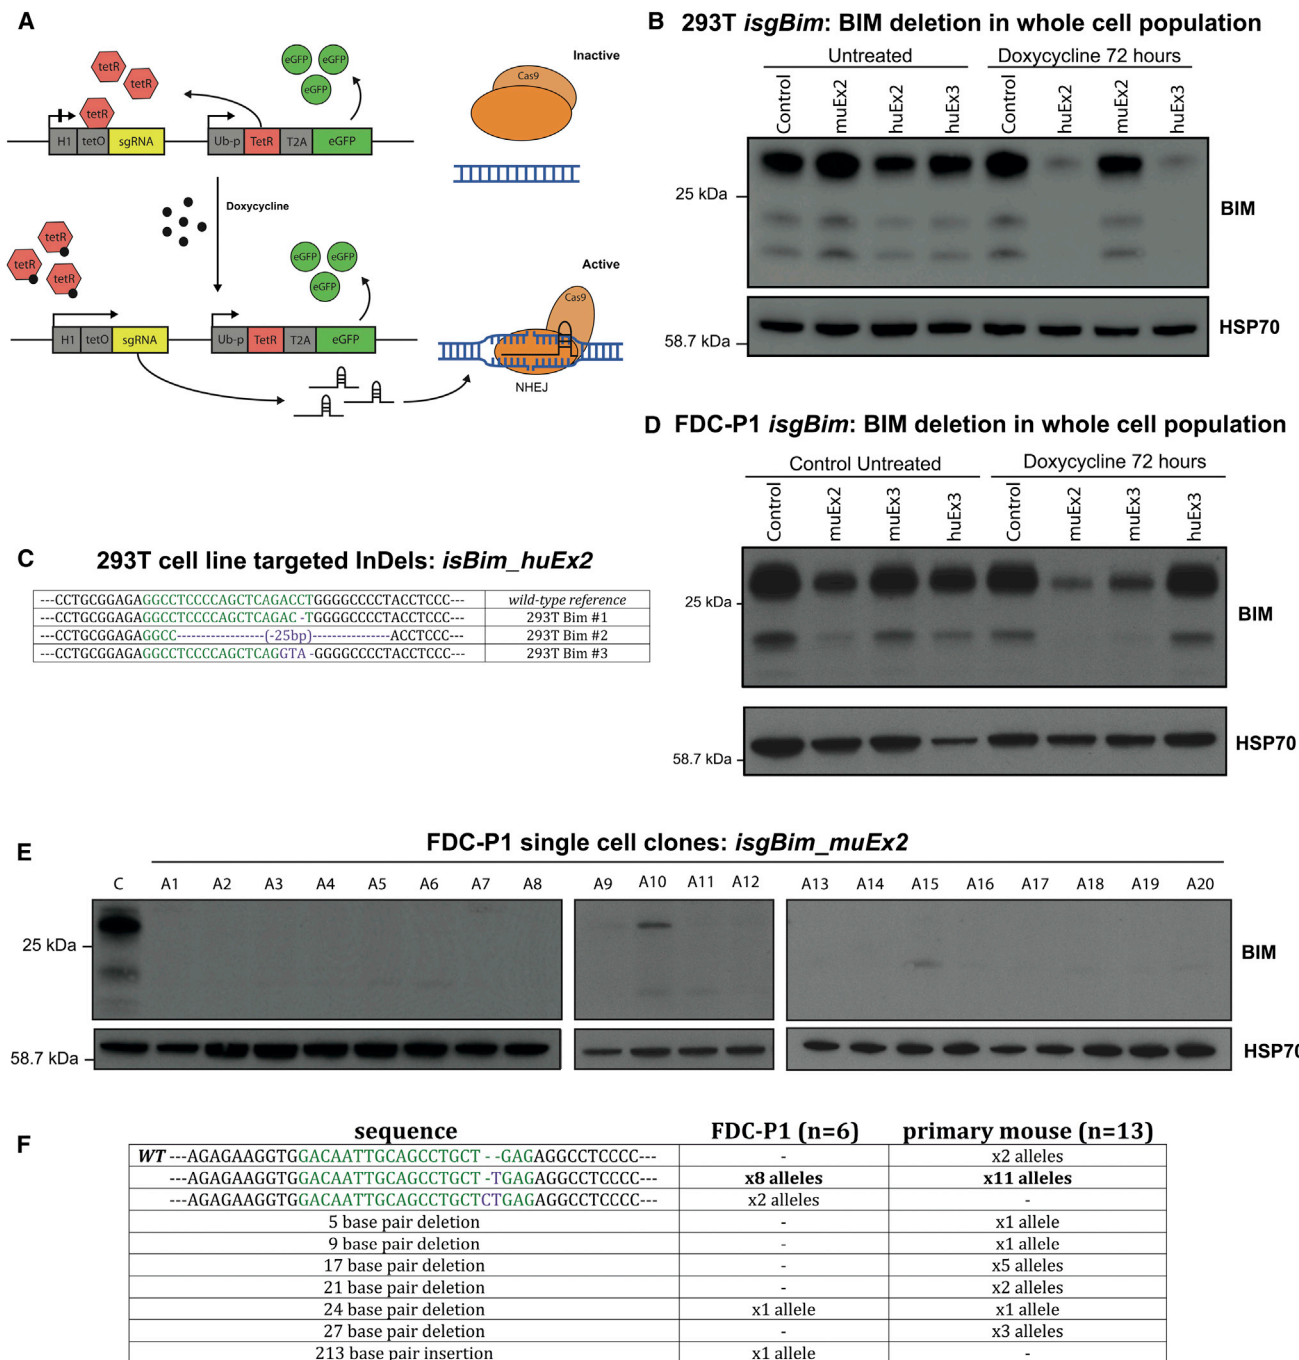 A
tetR
tetR
tetR
eGFP
eGFP
eGFP
H1 tetO sgRNA
Ub-p TetR T2A eGFP
Inactive
Cas9
Doxycycline
tetR
tetR
tetR
eGFP
eGFP
eGFP
H1 tetO sgRNA
Ub-p TetR T2A eGFP
Active
Cas9
NHEJ
B 293T isgBim: BIM deletion in whole cell population
Untreated Doxycycline 72 hours
Control muEx2 huEx2 huEx3 Control huEx2 muEx2 huEx3
25 kDa
BIM
58.7 kDa
HSP70
C 293T cell line targeted InDels: isBim_huEx2
---CCTGCGGAGAGGCCTCCCCAGCTCAGACCTGGGGCCCCTACCTCCC--- wild-type reference
---CCTGCGGAGAGGCCTCCCCAGCTCAGAC -TGGGGCCCCTACCTCCC--- 293T Bim #1
---CCTGCGGAGAGGCC-----------------(-25bp)---------------ACCTCCC--- 293T Bim #2
---CCTGCGGAGAGGCCTCCCCAGCTCAGGTA -GGGGCCCCTACCTCCC--- 293T Bim #3
D FDC-P1 isgBim: BIM deletion in whole cell population
Control Untreated Doxycycline 72 hours
Control muEx2 muEx3 huEx3 Control muEx2 muEx3 huEx3
25 kDa
BIM
58.7 kDa
HSP70
E FDC-P1 single cell clones: isgBim_muEx2
C A1 A2 A3 A4 A5 A6 A7 A8 A9 A10 A11 A12 A13 A14 A15 A16 A17 A18 A19 A20
25 kDa
BIM
58.7 kDa
HSP70
F
sequence FDC-P1 (n=6) primary mouse (n=13)
WT ---AGAGAAGGTGGACAATTGCAGCCTGCT - -GAGAGGCCTCCCC--- - x2 alleles
---AGAGAAGGTGGACAATTGCAGCCTGCT -TGAGAGGCCTCCCC--- x8 alleles x11 alleles
---AGAGAAGGTGGACAATTGCAGCCTGCTCTGAGAGGCCTCCCC--- x2 alleles -
5 base pair deletion - x1 allele
9 base pair deletion - x1 allele
17 base pair deletion - x5 alleles
21 base pair deletion - x2 alleles
24 base pair deletion x1 allele x1 allele
27 base pair deletion - x3 alleles
213 base pair insertion x1 allele -